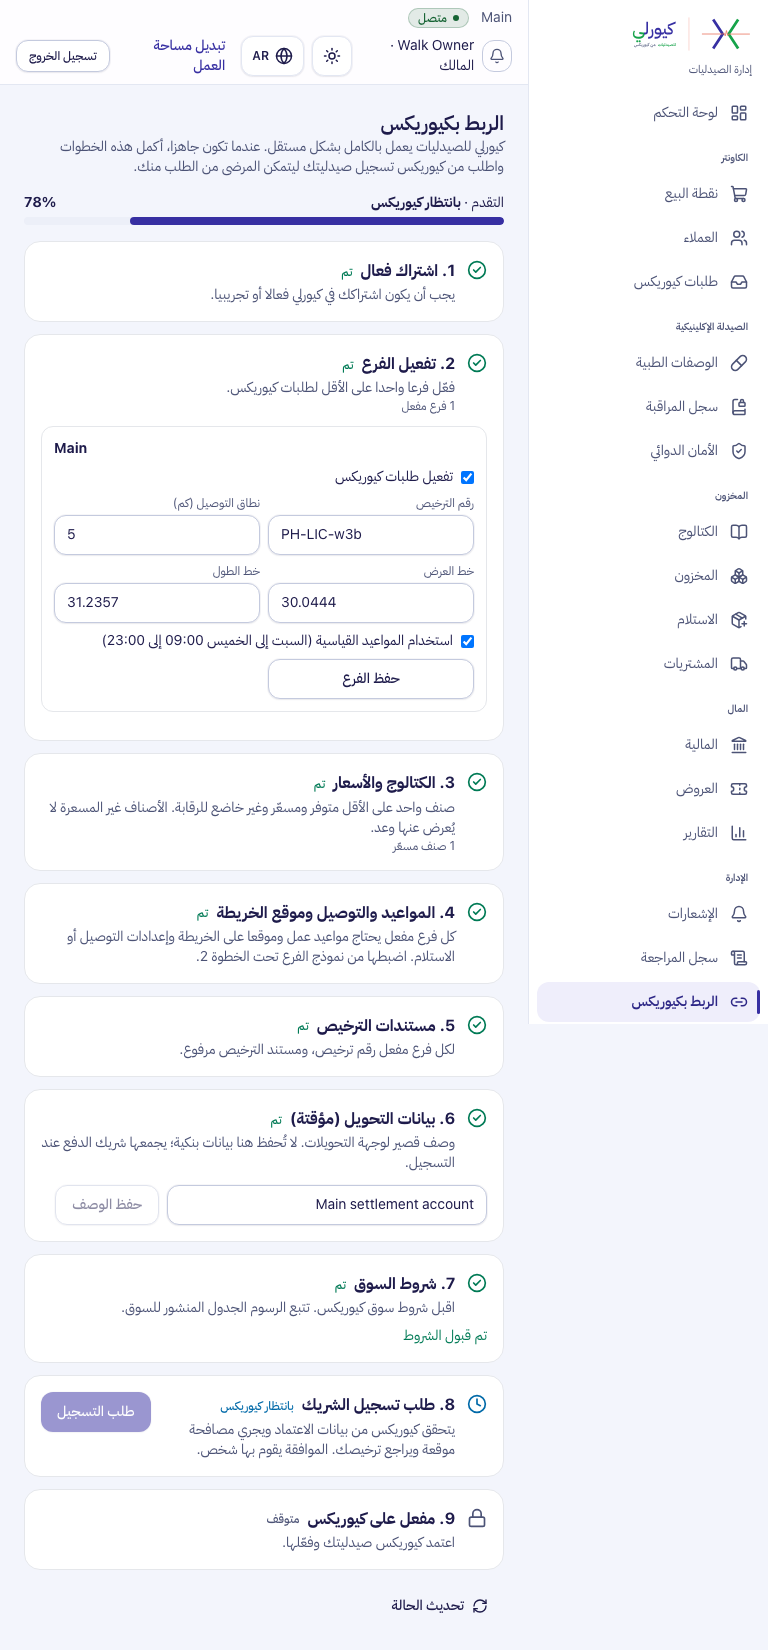 كيورلي
الصيدليات من كيوريكس
إدارة الصيدليات
لوحة التحكم
الكاونتر
نقطة البيع
العملاء
طلبات كيوريكس
الصيدلة الإكلينيكية
الوصفات الطبية
سجل المراقبة
الأمان الدوائي
المخزون
الكتالوج
المخزون
الاستلام
المشتريات
المال
المالية
العروض
التقارير
الإدارة
الإشعارات
سجل المراجعة
الربط بكيوريكس
Main
متصل
Walk Owner ·
المالك
AR
تبديل مساحة
العمل
تسجيل الخروج
الربط بكيوريكس
كيورلي للصيدليات يعمل بالكامل بشكل مستقل. عندما تكون جاهزا، أكمل هذه الخطوات
واطلب من كيوريكس تسجيل صيدليتك ليتمكن المرضى من الطلب منك.
التقدم · بانتظار كيوريكس
78%
1. اشتراك فعال تم
يجب أن يكون اشتراكك في كيورلي فعالا أو تجريبيا.
2. تفعيل الفرع تم
فعّل فرعا واحدا على الأقل لطلبات كيوريكس.
1 فرع مفعل
Main
تفعيل طلبات كيوريكس
رقم الترخيص
نطاق التوصيل (كم)
PH-LIC-w3b
5
خط العرض
خط الطول
30.0444
31.2357
استخدام المواعيد القياسية (السبت إلى الخميس 09:00 إلى 23:00)
حفظ الفرع
3. الكتالوج والأسعار تم
صنف واحد على الأقل متوفر ومسعّر وغير خاضع للرقابة. الأصناف غير المسعرة لا
يُعرض عنها وعد.
1 صنف مسعّر
4. المواعيد والتوصيل وموقع الخريطة تم
كل فرع مفعل يحتاج مواعيد عمل وموقعا على الخريطة وإعدادات التوصيل أو
الاستلام. اضبطها من نموذج الفرع تحت الخطوة 2.
5. مستندات الترخيص تم
لكل فرع مفعل رقم ترخيص، ومستند الترخيص مرفوع.
6. بيانات التحويل (مؤقتة) تم
وصف قصير لوجهة التحويلات. لا تُحفظ هنا بيانات بنكية؛ يجمعها شريك الدفع عند
التسجيل.
Main settlement account
حفظ الوصف
7. شروط السوق تم
اقبل شروط سوق كيوريكس. تتبع الرسوم الجدول المنشور للسوق.
تم قبول الشروط
8. طلب تسجيل الشريك بانتظار كيوريكس
يتحقق كيوريكس من بيانات الاعتماد ويجري مصافحة
موقعة ويراجع ترخيصك. الموافقة يقوم بها شخص.
طلب التسجيل
9. مفعل على كيوريكس متوقف
اعتمد كيوريكس صيدليتك وفعّلها.
تحديث الحالة